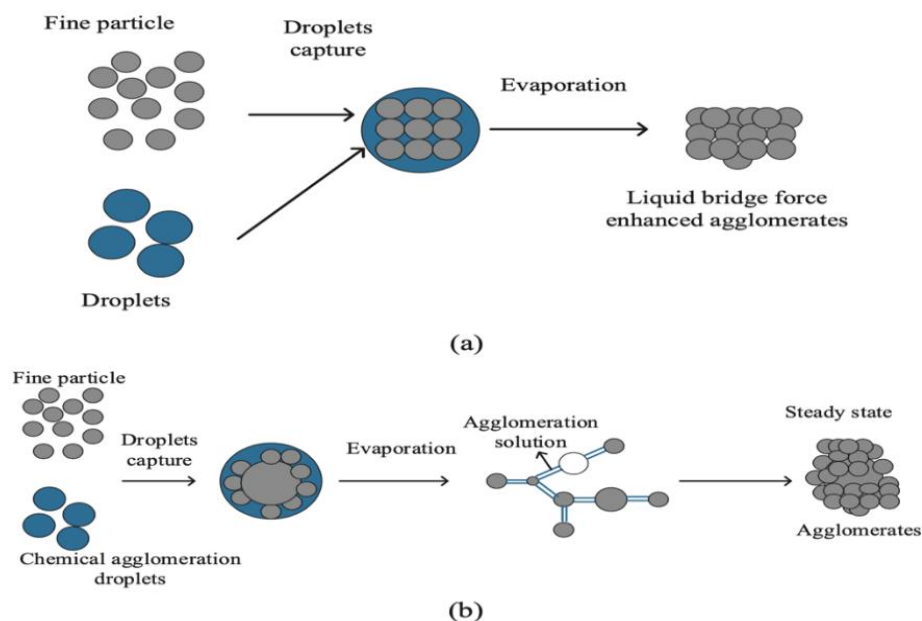 Fine particle
Droplets
capture
Evaporation
Liquid bridge force
enhanced agglomerates
Droplets
(a)
Fine particle
Droplets
capture
Evaporation
Agglomeration
solution
Steady state
Agglomerates
Chemical agglomeration
droplets
(b)